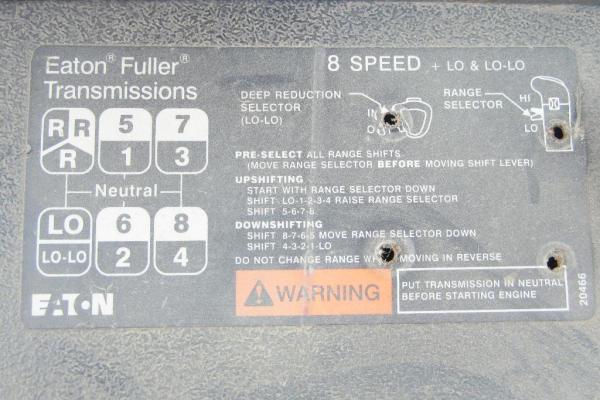 Eaton® Fuller®
Transmissions
8 SPEED + LO & LO-LO
R R 5 7
R 1 3
Neutral
LO 6 8
LO-LO 2 4
EATON
DEEP REDUCTION
SELECTOR
(LO-LO)
IN
RANGE
SELECTOR
HI
LO
PRE-SELECT ALL RANGE SHIFTS
(MOVE RANGE SELECTOR BEFORE MOVING SHIFT LEVER)
UPSHIFTING
START WITH RANGE SELECTOR DOWN
SHIFT LO-1-2-3-4 RAISE RANGE SELECTOR
SHIFT 5-6-7-8
DOWNSHIFTING
SHIFT 8-7-6-5 MOVE RANGE SELECTOR DOWN
SHIFT 4-3-2-1-LO
DO NOT CHANGE RANGE MOVING IN REVERSE
WARNING
PUT TRANSMISSION IN NEUTRAL
BEFORE STARTING ENGINE
20466